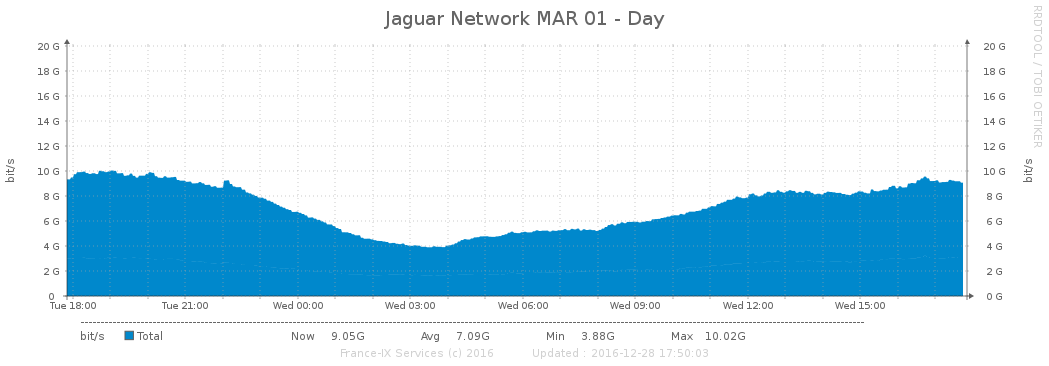 Jaguar Network MAR 01 - Day
RRDTOOL / TOBI OETIKER
bit/s
20 G 20 G
18 G 18 G
16 G 16 G
14 G 14 G
12 G 12 G
10 G 10 G
8 G 8 G
6 G 6 G
4 G 4 G
2 G 2 G
0 0 G
bit/s
Tue 18:00 Tue 21:00 Wed 00:00 Wed 03:00 Wed 06:00 Wed 09:00 Wed 12:00 Wed 15:00
bit/s Total Now 9.05G Avg 7.09G Min 3.88G Max 10.02G
France-IX Services (c) 2016 Updated : 2016-12-28 17:50:03